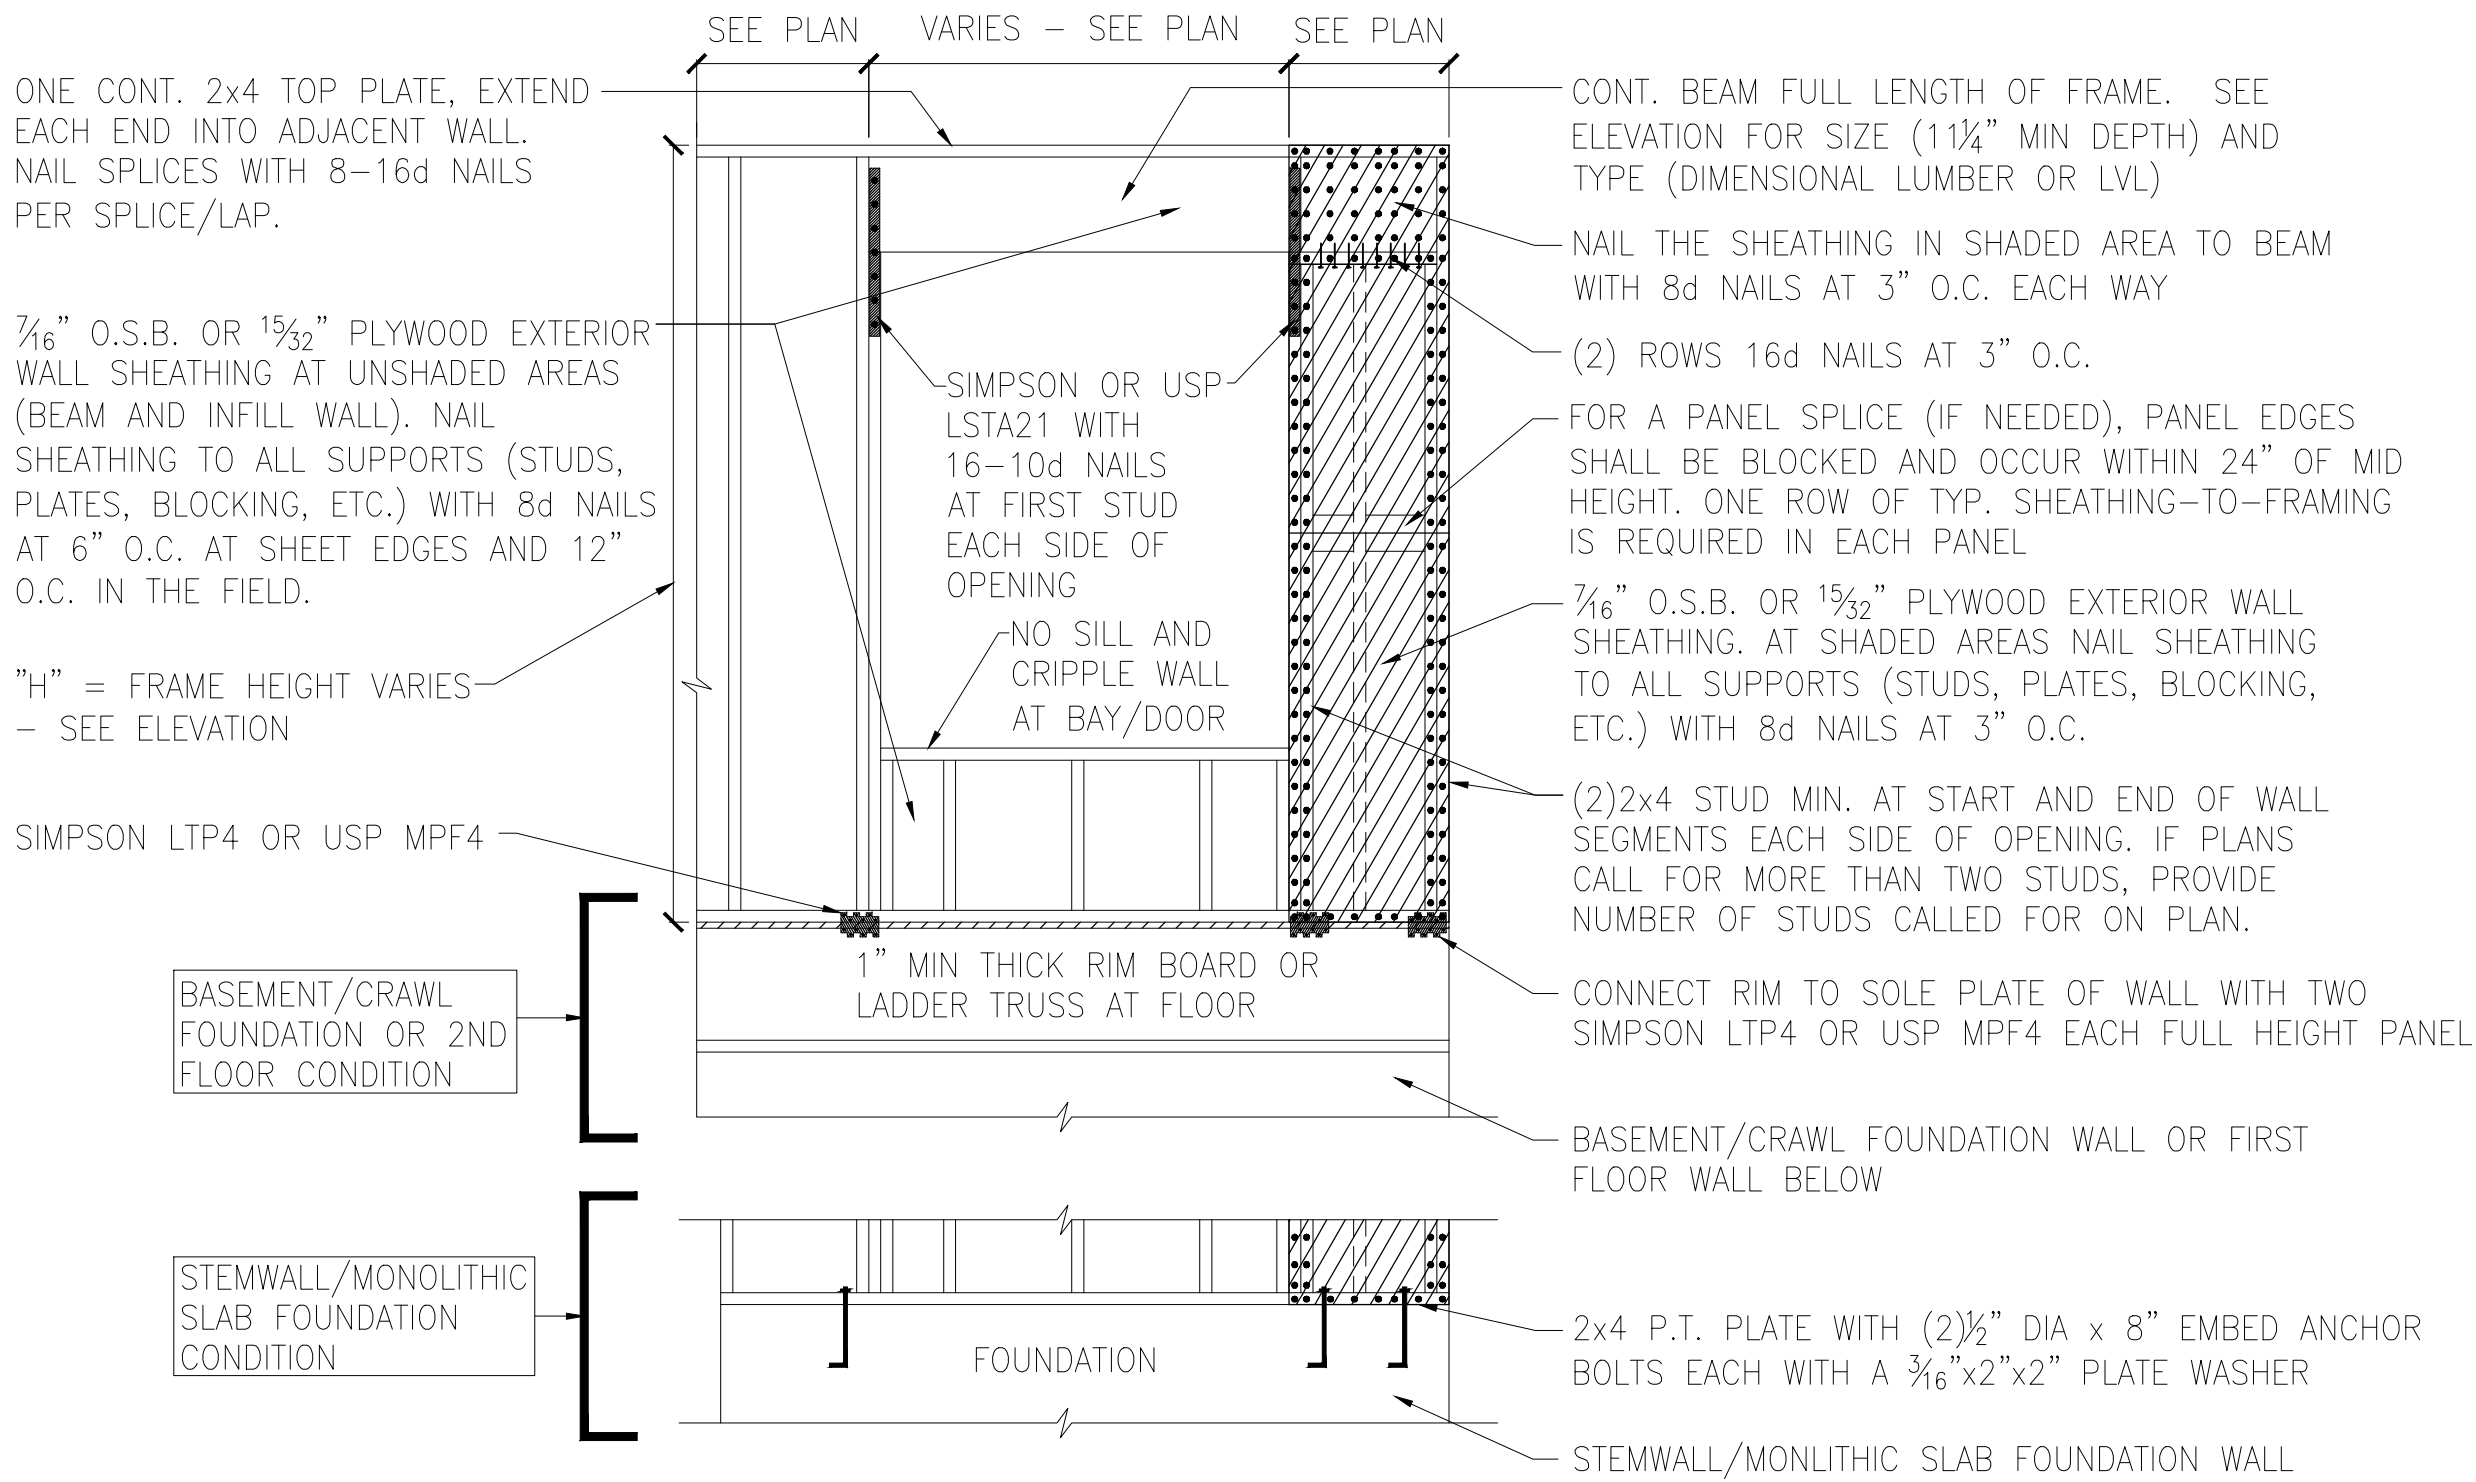 SEE PLAN
VARIES – SEE PLAN
SEE PLAN
ONE CONT. 2x4 TOP PLATE, EXTEND
EACH END INTO ADJACENT WALL.
NAIL SPLICES WITH 8–16d NAILS
PER SPLICE/LAP.
7/16" O.S.B. OR 15/32" PLYWOOD EXTERIOR
WALL SHEATHING AT UNSHADED AREAS
(BEAM AND INFILL WALL). NAIL
SHEATHING TO ALL SUPPORTS (STUDS,
PLATES, BLOCKING, ETC.) WITH 8d NAILS
AT 6" O.C. AT SHEET EDGES AND 12"
O.C. IN THE FIELD.
"H" = FRAME HEIGHT VARIES
– SEE ELEVATION
SIMPSON LTP4 OR USP MPF4
BASEMENT/CRAWL
FOUNDATION OR 2ND
FLOOR CONDITION
STEMWALL/MONOLITHIC
SLAB FOUNDATION
CONDITION
SIMPSON OR USP
LSTA21 WITH
16–10d NAILS
AT FIRST STUD
EACH SIDE OF
OPENING
NO SILL AND
CRIPPLE WALL
AT BAY/DOOR
1" MIN THICK RIM BOARD OR
LADDER TRUSS AT FLOOR
FOUNDATION
CONT. BEAM FULL LENGTH OF FRAME. SEE
ELEVATION FOR SIZE (11 1/4" MIN DEPTH) AND
TYPE (DIMENSIONAL LUMBER OR LVL)
NAIL THE SHEATHING IN SHADED AREA TO BEAM
WITH 8d NAILS AT 3" O.C. EACH WAY
(2) ROWS 16d NAILS AT 3" O.C.
FOR A PANEL SPLICE (IF NEEDED), PANEL EDGES
SHALL BE BLOCKED AND OCCUR WITHIN 24" OF MID
HEIGHT. ONE ROW OF TYP. SHEATHING–TO–FRAMING
IS REQUIRED IN EACH PANEL
7/16" O.S.B. OR 15/32" PLYWOOD EXTERIOR WALL
SHEATHING. AT SHADED AREAS NAIL SHEATHING
TO ALL SUPPORTS (STUDS, PLATES, BLOCKING,
ETC.) WITH 8d NAILS AT 3" O.C.
(2)2x4 STUD MIN. AT START AND END OF WALL
SEGMENTS EACH SIDE OF OPENING. IF PLANS
CALL FOR MORE THAN TWO STUDS, PROVIDE
NUMBER OF STUDS CALLED FOR ON PLAN.
CONNECT RIM TO SOLE PLATE OF WALL WITH TWO
SIMPSON LTP4 OR USP MPF4 EACH FULL HEIGHT PANEL
BASEMENT/CRAWL FOUNDATION WALL OR FIRST
FLOOR WALL BELOW
2x4 P.T. PLATE WITH (2)1/2" DIA x 8" EMBED ANCHOR
BOLTS EACH WITH A 3/16"x2"x2" PLATE WASHER
STEMWALL/MONLITHIC SLAB FOUNDATION WALL